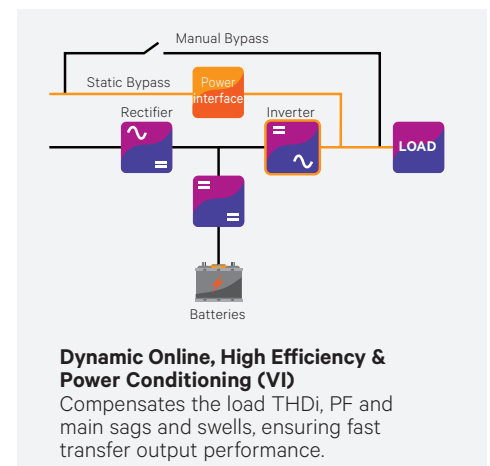 Manual Bypass
Static Bypass
Power
interface
Rectifier
Inverter
LOAD
Batteries
Dynamic Online, High Efficiency &
Power Conditioning (VI)
Compensates the load THDi, PF and
main sags and swells, ensuring fast
transfer output performance.